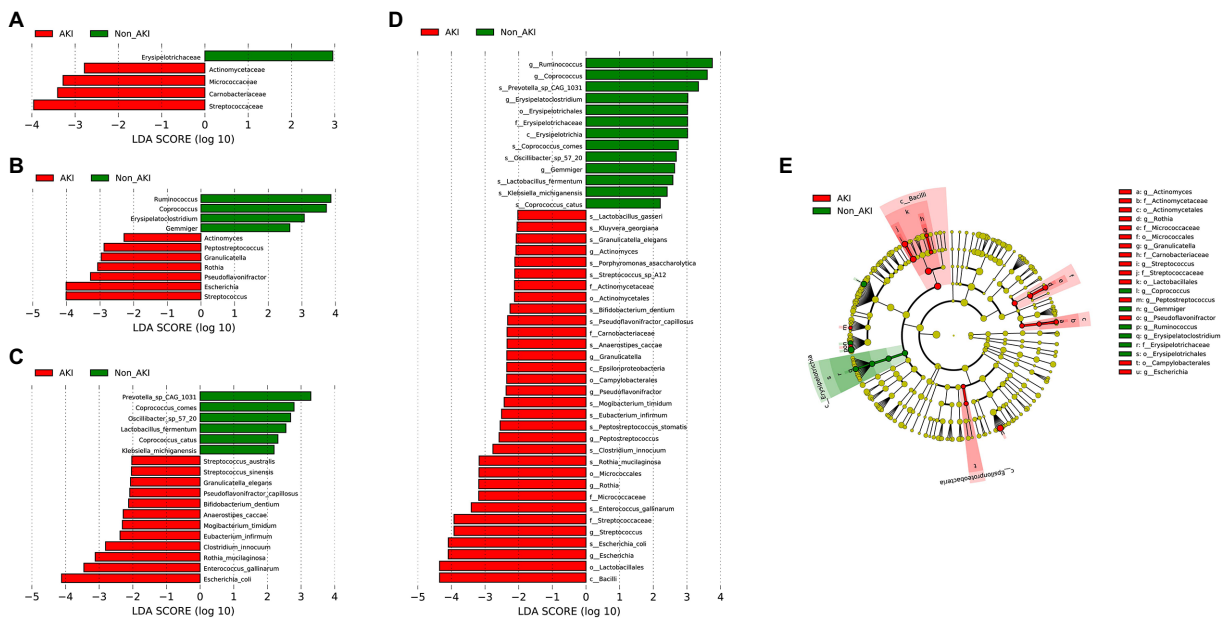 A
AKI
Non_AKI
Erysipelotrichaceae
Actinomycetaceae
Micrococcaceae
Carnobacteriaceae
Streptococcaceae
−4 −3 −2 −1 0 1 2 3
LDA SCORE (log 10)
B
AKI
Non_AKI
Ruminococcus
Coprococcus
Erysipelatoclostridium
Gemmiger
Actinomyces
Peptostreptococcus
Granulicatella
Rothia
Pseudoflavonifractor
Escherichia
Streptococcus
−5 −4 −3 −2 −1 0 1 2 3 4
LDA SCORE (log 10)
C
AKI
Non_AKI
Prevotella_sp_CAG_1031
Coprococcus_comes
Oscillibacter_sp_57_20
Lactobacillus_fermentum
Coprococcus_catus
Klebsiella_michiganensis
Streptococcus_australis
Streptococcus_sinensis
Granulicatella_elegans
Pseudoflavonifractor_capillosus
Bifidobacterium_dentium
Anaerostipes_caccae
Mogibacterium_timidum
Eubacterium_infirmum
Clostridium_innocuum
Rothia_mucilaginosa
Enterococcus_gallinarum
Escherichia_coli
−5 −4 −3 −2 −1 0 1 2 3 4
LDA SCORE (log 10)
D
AKI
Non_AKI
g__Ruminococcus
g__Coprococcus
s__Prevotella_sp_CAG_1031
g__Erysipelatoclostridium
o__Erysipelotrichales
f__Erysipelotrichaceae
c__Erysipelotrichia
s__Coprococcus_comes
s__Oscillibacter_sp_57_20
g__Gemmiger
s__Lactobacillus_fermentum
s__Klebsiella_michiganensis
s__Coprococcus_catus
s__Lactobacillus_gasseri
s__Kluyvera_georgiana
s__Granulicatella_elegans
g__Actinomyces
s__Porphyromonas_asaccharolytica
s__Streptococcus_sp_A12
f__Actinomycetaceae
o__Actinomycetales
s__Bifidobacterium_dentium
s__Pseudoflavonifractor_capillosus
f__Carnobacteriaceae
s__Anaerostipes_caccae
g__Granulicatella
c__Epsilonproteobacteria
o__Campylobacterales
g__Pseudoflavonifractor
s__Mogibacterium_timidum
s__Eubacterium_infirmum
s__Peptostreptococcus_stomatis
g__Peptostreptococcus
s__Clostridium_innocuum
s__Rothia_mucilaginosa
o__Micrococcales
g__Rothia
f__Micrococcaceae
s__Enterococcus_gallinarum
f__Streptococcaceae
g__Streptococcus
s__Escherichia_coli
g__Escherichia
o__Lactobacillales
c__Bacilli
−5 −4 −3 −2 −1 0 1 2 3 4
LDA SCORE (log 10)
E
AKI
Non_AKI
c__Bacilli
k
h
c
b
m
s
r
c__Erysipelotrichia
t
c__Epsilonproteobacteria
a: g__Actinomyces
b: f__Actinomycetaceae
c: o__Actinomycetales
d: g__Rothia
e: f__Micrococcaceae
f: o__Micrococcales
g: g__Granulicatella
h: f__Carnobacteriaceae
i: g__Streptococcus
j: f__Streptococcaceae
k: o__Lactobacillales
l: g__Coprococcus
m: g__Peptostreptococcus
n: g__Gemmiger
o: g__Pseudoflavonifractor
p: g__Ruminococcus
q: g__Erysipelatoclostridium
r: f__Erysipelotrichaceae
s: o__Erysipelotrichales
t: o__Campylobacterales
u: g__Escherichia